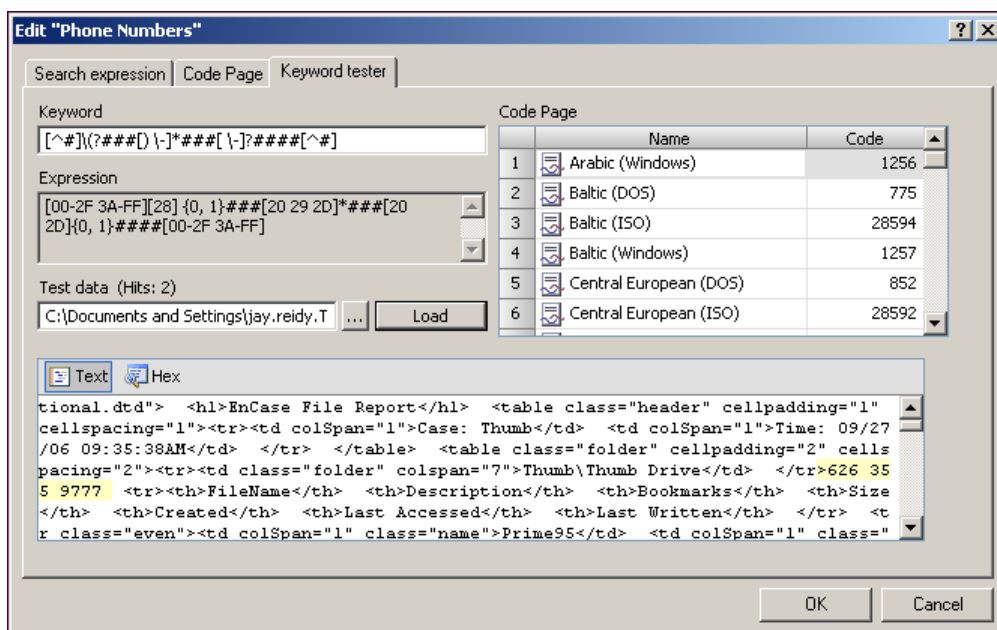 Edit "Phone Numbers"
Search expression Code Page Keyword tester
Keyword
[^#]\(?###[) \-]*###[ \-]?####[^#]
Expression
[00-2F 3A-FF][28] {0, 1}###[20 29 2D]*###[20
2D]{0, 1}####[00-2F 3A-FF]
Test data (Hits: 2)
C:\Documents and Settings\jay.reidy.T ... Load
Code Page
Name Code
1 Arabic (Windows) 1256
2 Baltic (DOS) 775
3 Baltic (ISO) 28594
4 Baltic (Windows) 1257
5 Central European (DOS) 852
6 Central European (ISO) 28592
Text Hex
tional.dtd"> <h1>EnCase File Report</h1> <table class="header" cellpadding="1"
cellspacing="1"><tr><td colSpan="1">Case: Thumb</td> <td colSpan="1">Time: 09/27
/06 09:35:38AM</td> </tr> </table> <table class="folder" cellpadding="2" cells
pacing="2"><tr><td class="folder" colspan="7">Thumb\Thumb Drive</td> </tr>626 35
5 9777 <tr><th>FileName</th> <th>Description</th> <th>Bookmarks</th> <th>Size
</th> <th>Created</th> <th>Last Accessed</th> <th>Last Written</th> </tr> <t
r class="even"><td colSpan="1" class="name">Prime95</td> <td colSpan="1" class="
OK Cancel